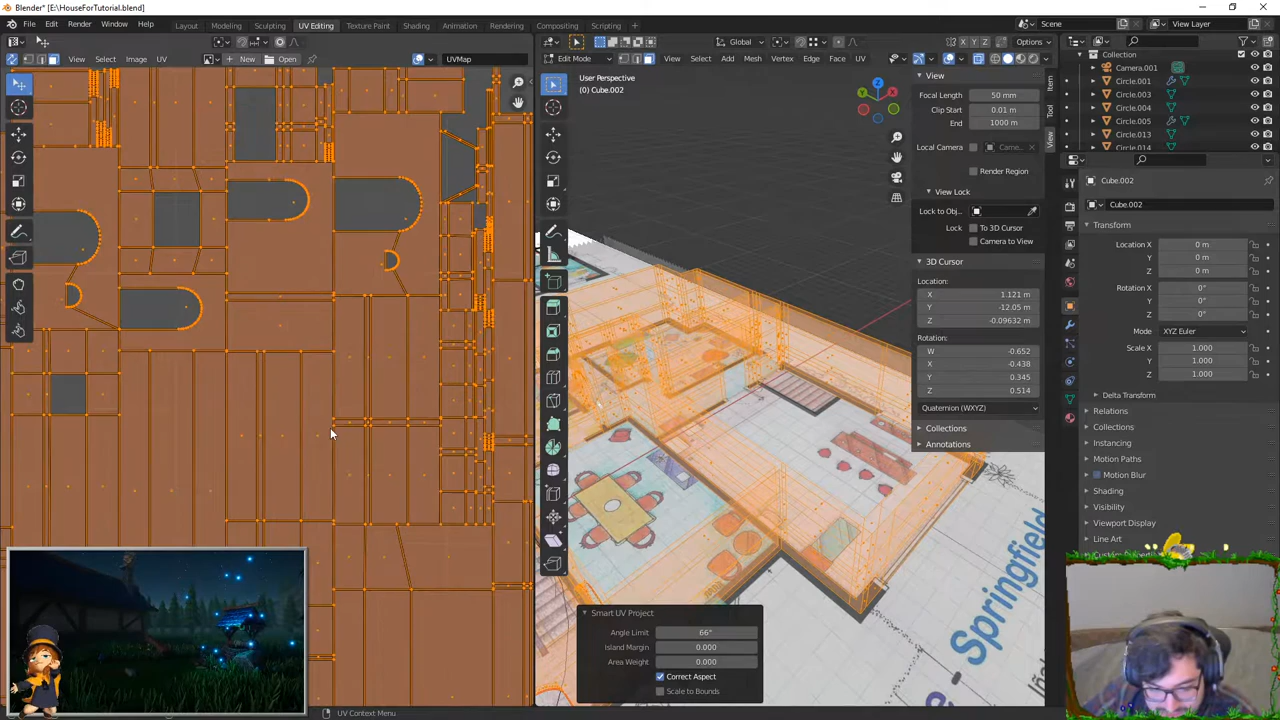 Blender* [E:\HouseForTutorial.blend]
File Edit Render Window Help Layout Modeling Sculpting UV Editing Texture Paint Shading Animation Rendering Compositing Scripting Scene View Layer
Global Options
View Select Image UV New Open UVMap
Edit Mode View Select Add Mesh Vertex Edge Face UV
User Perspective
(0) Cube.002
View
Focal Length 50 mm
Clip Start 0.01 m
End 1000 m
Local Camera Came...
Render Region
View Lock
Lock to Obj...
Lock To 3D Cursor
Camera to View
3D Cursor
Location:
X 1.121 m
Y -12.05 m
Z -0.09632 m
Rotation:
W -0.652
X -0.438
Y 0.345
Z 0.514
Quaternion (WXYZ)
Collections
Annotations
Item
Tool
View
Collection
Camera.001
Circle.001
Circle.003
Circle.004
Circle.005
Circle.013
Circle.014
Cube.002
Cube.002
Transform
Location X 0 m
Y 0 m
Z 0 m
Rotation X 0°
Y 0°
Z 0°
Mode XYZ Euler
Scale X 1.000
Y 1.000
Z 1.000
Delta Transform
Relations
Collections
Instancing
Motion Paths
Motion Blur
Shading
Visibility
Viewport Display
Line Art
Springfield
Smart UV Project
Angle Limit 66°
Island Margin 0.000
Area Weight 0.000
Correct Aspect
Scale to Bounds
UV Context Menu